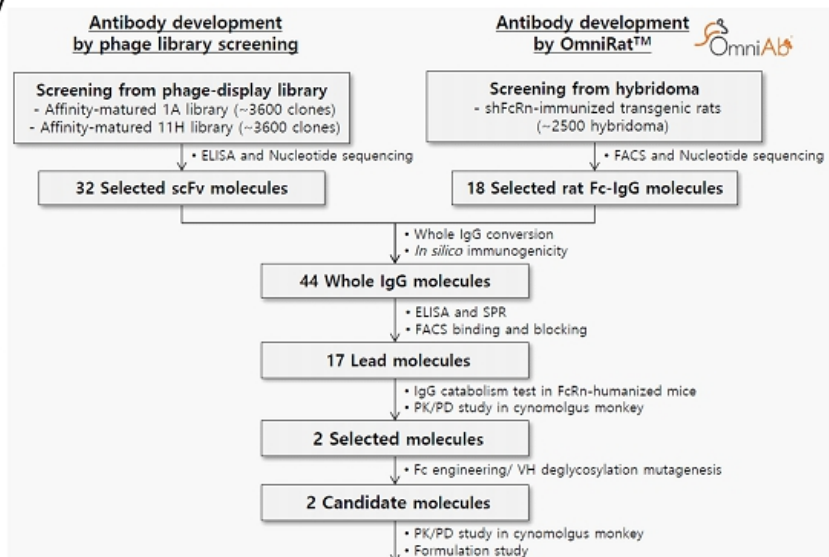 Antibody development
by phage library screening
Antibody development
by OmniRat™
OmniAb
Screening from phage-display library
- Affinity-matured 1A library (~3600 clones)
- Affinity-matured 11H library (~3600 clones)
Screening from hybridoma
- shFcRn-immunized transgenic rats
(~2500 hybridoma)
• ELISA and Nucleotide sequencing
• FACS and Nucleotide sequencing
32 Selected scFv molecules
18 Selected rat Fc-IgG molecules
• Whole IgG conversion
• In silico immunogenicity
44 Whole IgG molecules
• ELISA and SPR
• FACS binding and blocking
17 Lead molecules
• IgG catabolism test in FcRn-humanized mice
• PK/PD study in cynomolgus monkey
2 Selected molecules
• Fc engineering/ VH deglycosylation mutagenesis
2 Candidate molecules
• PK/PD study in cynomolgus monkey
• Formulation study